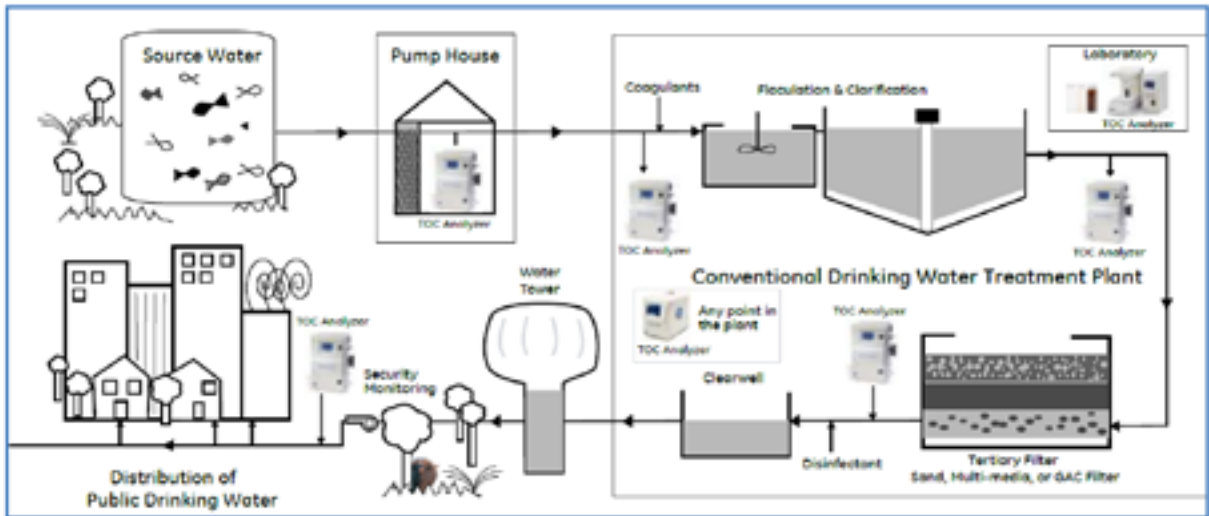 Source Water
Pump House
TOC Analyzer
Coagulants
Floculation & Clarification
Laboratory
TOC Analyzer
TOC Analyzer
TOC Analyzer
Conventional Drinking Water Treatment Plant
Any point in
the plant
TOC Analyzer
TOC Analyzer
Clearwell
Disinfectant
Tertiary Filter
Sand, Multi-media, or GAC Filter
Water
Tower
TOC Analyzer
Security
Monitoring
Distribution of
Public Drinking Water